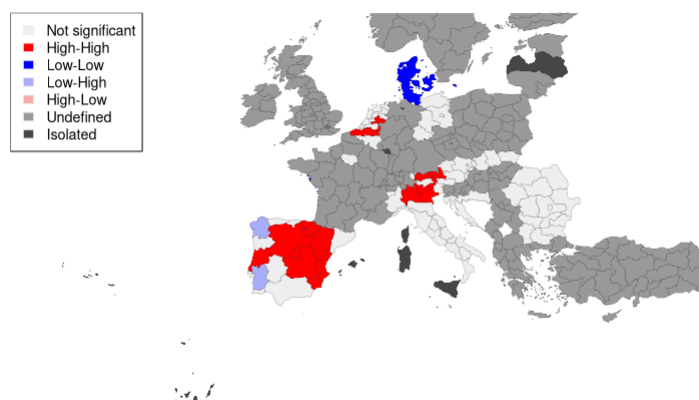 Not significant
High-High
Low-Low
Low-High
High-Low
Undefined
Isolated